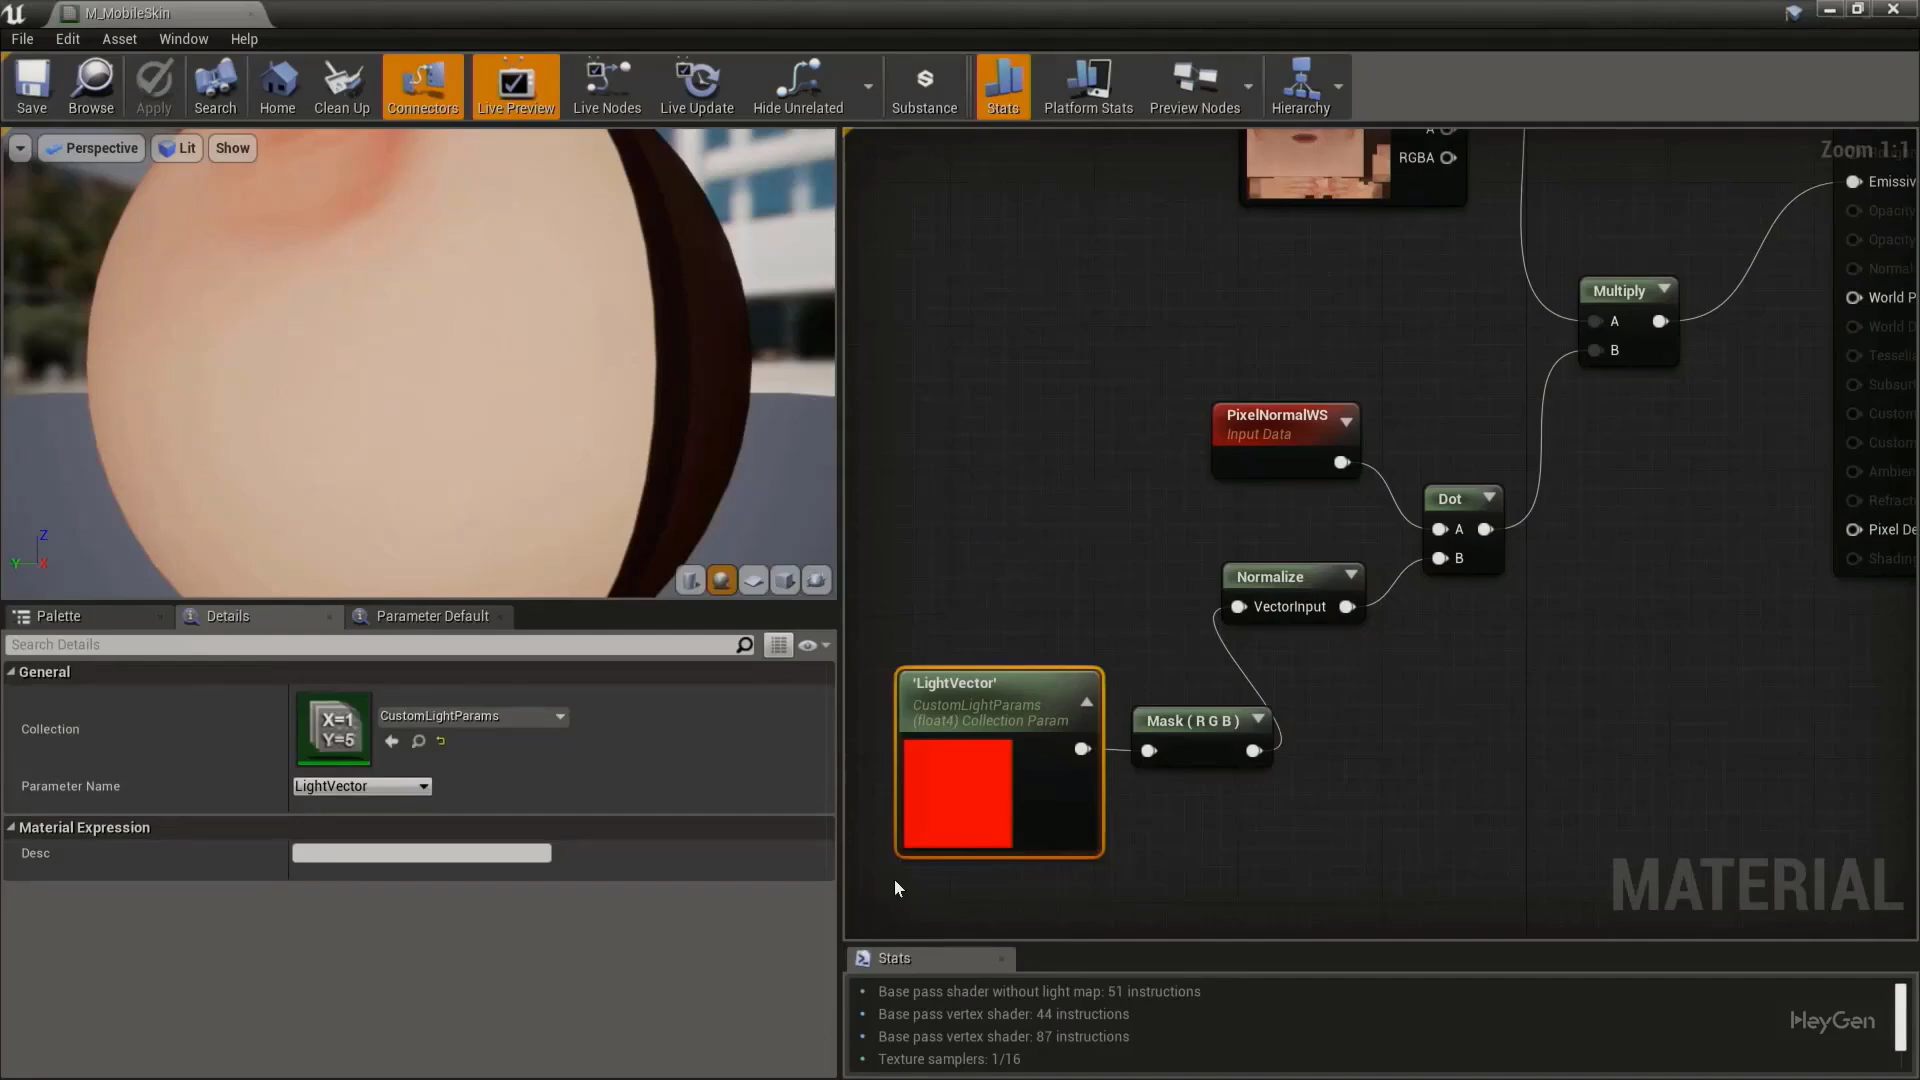 M_MobileSkin
File Edit Asset Window Help
Save Browse Apply Search Home Clean Up Connectors Live Preview Live Nodes Live Update Hide Unrelated Substance Stats Platform Stats Preview Nodes Hierarchy
Perspective Lit Show
Z
Y X
Palette Details Parameter Default
Search Details
General
Collection
X=1
Y=5
CustomLightParams
Parameter Name LightVector
Material Expression
Desc
A
RGBA
Zoom 1:1
Emissiv
Opacity
Opacity
Normal
World P
World D
Tessella
Subsur
Custom
Custom
Ambien
Refracti
Pixel De
Shading
Multiply
A
B
PixelNormalWS
Input Data
Dot
A
B
Normalize
VectorInput
'LightVector'
CustomLightParams
(float4) Collection Param
Mask ( R G B )
MATERIAL
Stats
Base pass shader without light map: 51 instructions
Base pass vertex shader: 44 instructions
Base pass vertex shader: 87 instructions
Texture samplers: 1/16
HeyGen